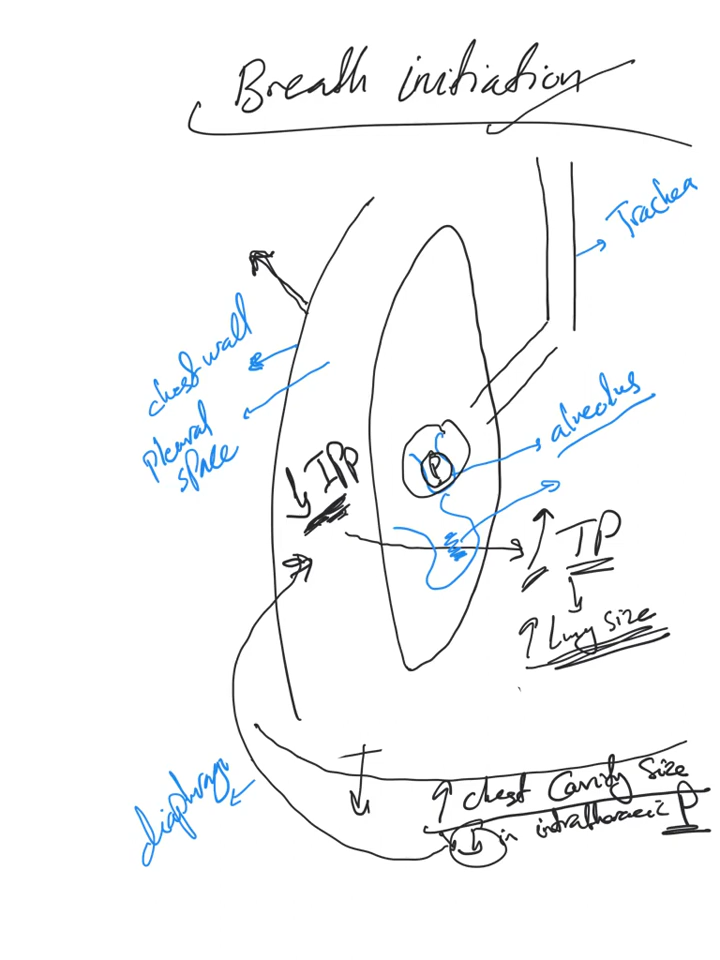 Breath initiation
Trachea
chest wall
pleural
space
alveolus
P
↓ IPP
↑ TP
↓
↑ Lung size
diaphragm
↑ chest Cavity Size
↓ in intrathoracic P